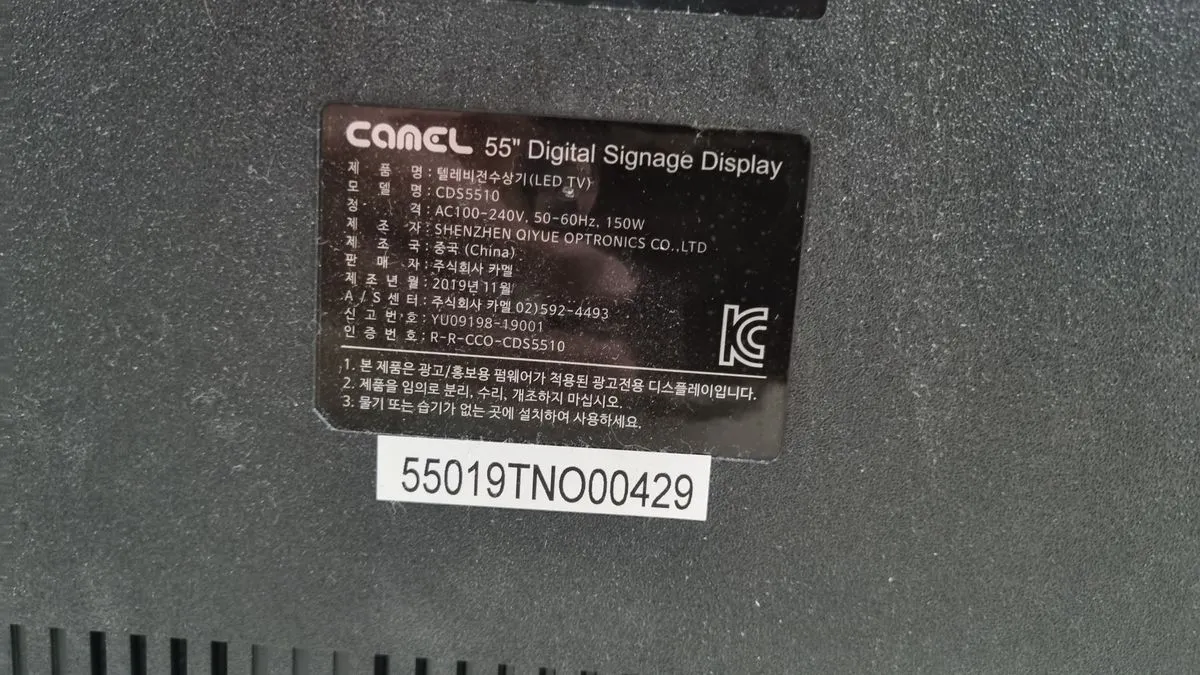 CAMEL 55" Digital Signage Display
제 품 명 : 텔레비전수상기(LED TV)
모 델 명 : CDS5510
정 격 : AC100-240V, 50-60Hz, 150W
제 조 자 : SHENZHEN QIYUE OPTRONICS CO.,LTD
제 조 국 : 중국 (China)
판 매 자 : 주식회사 카멜
제 조 년 월 : 2019년 11월
A / S 센 터 : 주식회사 카멜 02)592-4493
신 고 번 호 : YU09198-19001
인 증 번 호 : R-R-CCO-CDS5510
1. 본 제품은 광고/홍보용 펌웨어가 적용된 광고전용 디스플레이입니다.
2. 제품을 임의로 분리, 수리, 개조하지 마십시오.
3. 물기 또는 습기가 없는 곳에 설치하여 사용하세요.
55019TNO00429